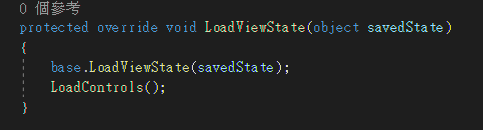 0 個參考
protected override void LoadViewState(object savedState)
{
base.LoadViewState(savedState);
LoadControls();
}